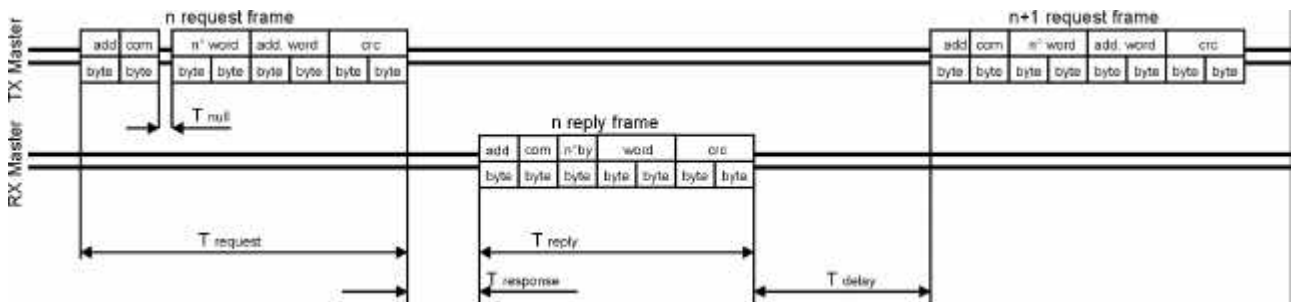 n request frame
n+1 request frame
TX Master
add com n° word add. word crc
add com n° word add. word crc
byte byte byte byte byte byte byte byte
byte byte byte byte byte byte byte byte
T null
n reply frame
RX Master
add com n°by word crc
byte byte byte byte byte byte byte
T request
T reply
T response
T delay